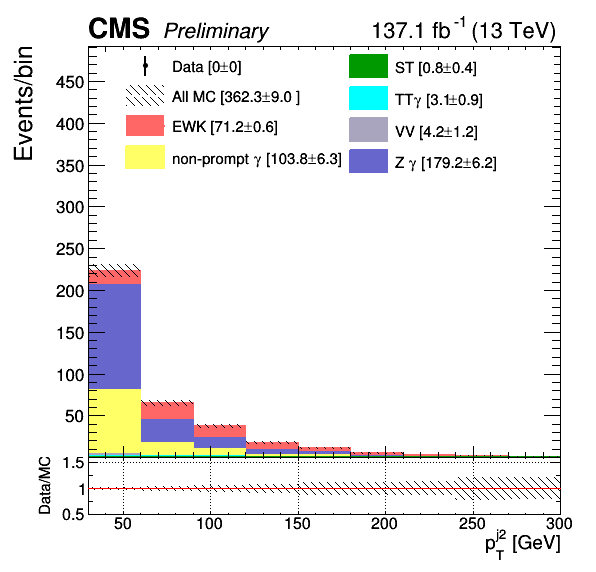 CMS Preliminary 137.1 fb⁻¹ (13 TeV)
Events/bin
Data [0±0]
All MC [362.3±9.0 ]
EWK [71.2±0.6]
non-prompt γ [103.8±6.3]
ST [0.8±0.4]
TTγ [3.1±0.9]
VV [4.2±1.2]
Z γ [179.2±6.2]
450
400
350
300
250
200
150
100
50
Data/MC
1.5
1
0.5
50 100 150 200 250 300
p_T^j2 [GeV]